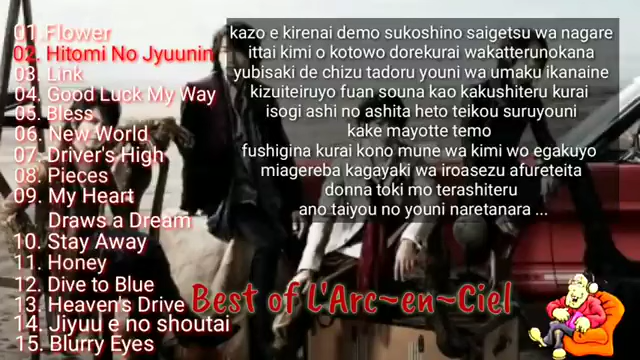 01.Flower
02. Hitomi No Jyuunin
03. Link
04. Good Luck My Way
05. Bless
06. New World
07. Driver's High
08. Pieces
09. My Heart
Draws a Dream
10. Stay Away
11. Honey
12. Dive to Blue
13. Heaven's Drive
14. Jiyuu e no shoutai
15. Blurry Eyes
kazo e kirenai demo sukoshino saigetsu wa nagare
ittai kimi o kotowo dorekurai wakatterunokana
yubisaki de chizu tadoru youni wa umaku ikanaine
kizuiteiruyo fuan souna kao kakushiteru kurai
isogi ashi no ashita heto teikou suruyouni
kake mayotte temo
fushigina kurai kono mune wa kimi wo egakuyo
miagereba kagayaki wa iroasezu afureteita
donna toki mo terashiteru
ano taiyou no youni naretanara ...
Best of L'Arc~en~Ciel